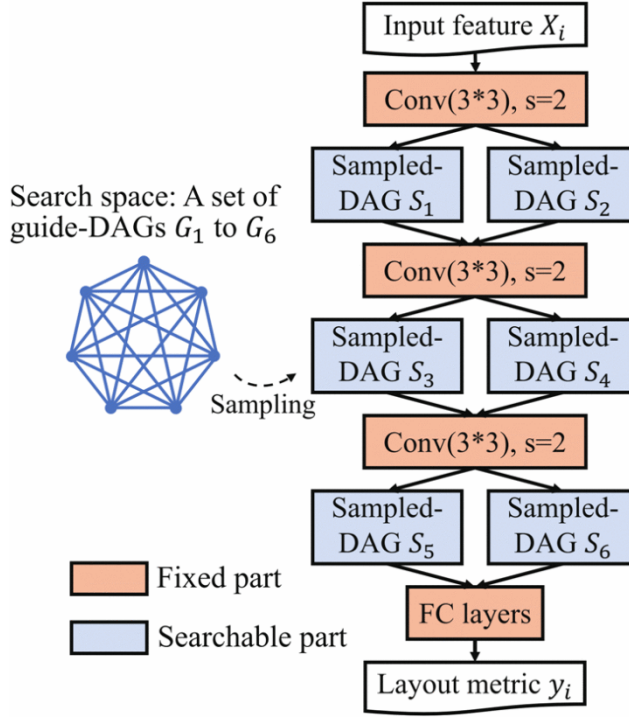 Input feature X_i
Conv(3*3), s=2
Sampled-
DAG S_1
Sampled-
DAG S_2
Search space: A set of
guide-DAGs G_1 to G_6
Conv(3*3), s=2
Sampled-
DAG S_3
Sampled-
DAG S_4
Sampling
Conv(3*3), s=2
Sampled-
DAG S_5
Sampled-
DAG S_6
Fixed part
FC layers
Searchable part
Layout metric y_i